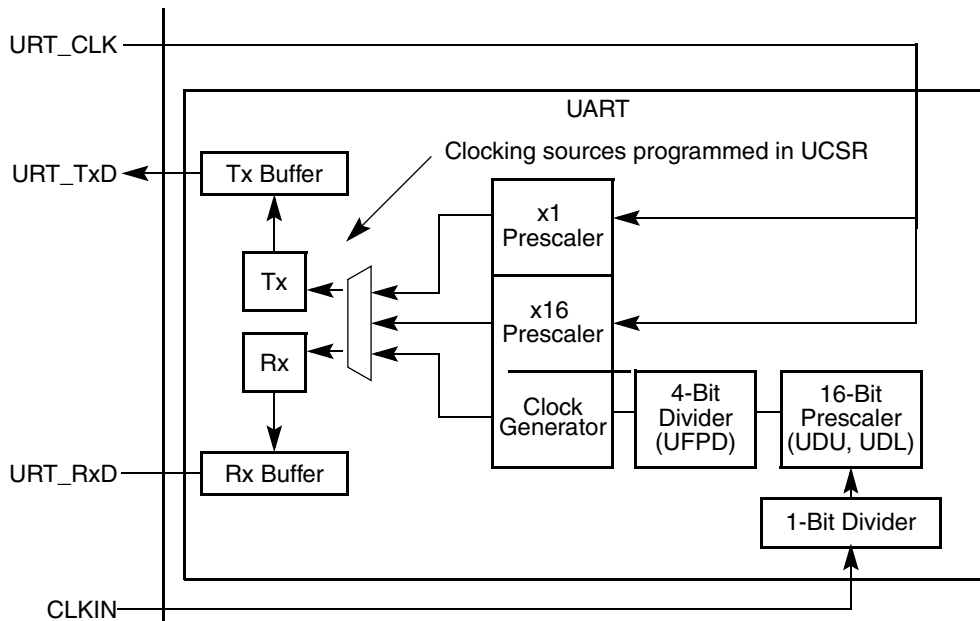 URT_CLK
UART
Clocking sources programmed in UCSR
URT_TxD
Tx Buffer
x1
Prescaler
Tx
x16
Prescaler
Rx
Clock
Generator
4-Bit
Divider
(UFPD)
16-Bit
Prescaler
(UDU, UDL)
URT_RxD
Rx Buffer
1-Bit Divider
CLKIN